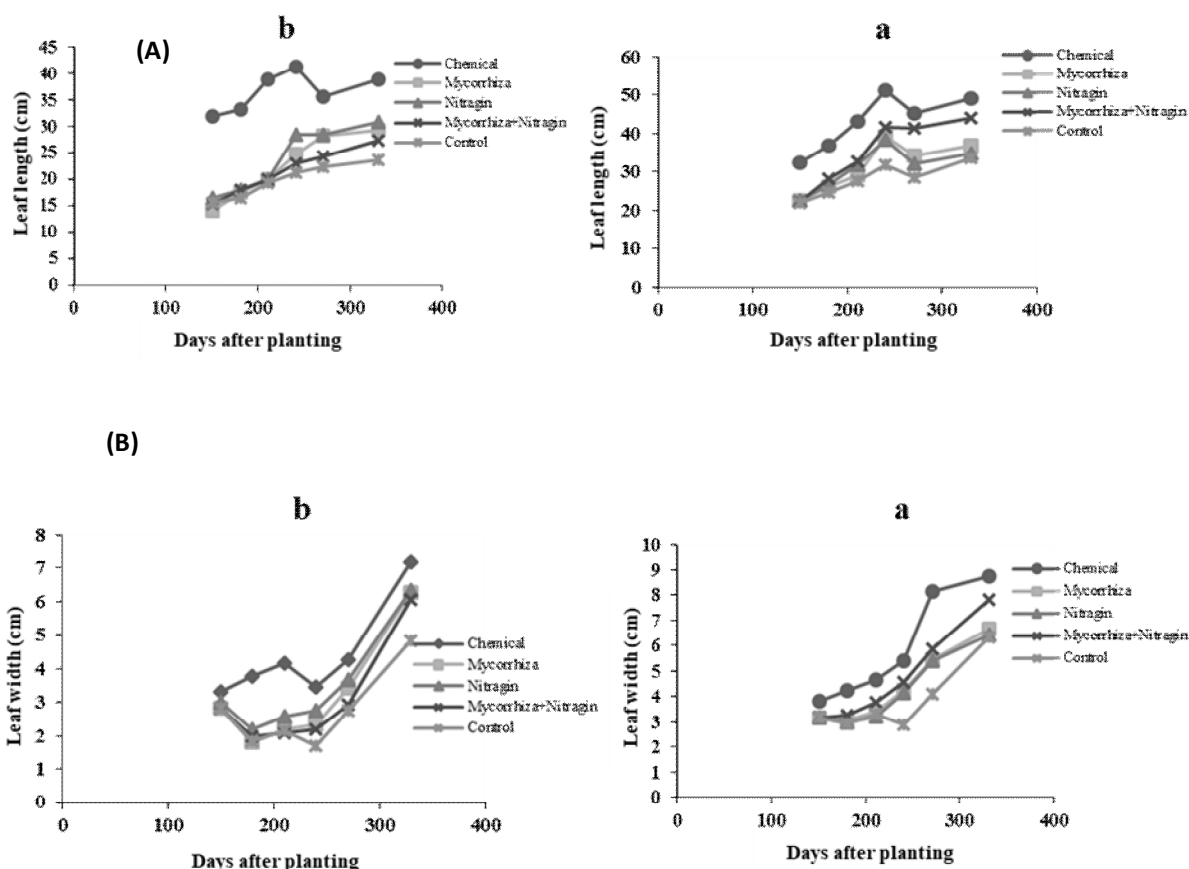 (A)
b
45
40
35
30
25
20
15
10
5
0
Leaf length (cm)
0 100 200 300 400
Days after planting
Chemical
Mycorrhiza
Nitragin
Mycorrhiza+Nitragin
Control
a
60
50
40
30
20
10
0
Leaf length (cm)
0 100 200 300 400
Days after planting
Chemical
Mycorrhiza
Nitragin
Mycorrhiza+Nitragin
Control
(B)
b
8
7
6
5
4
3
2
1
0
Leaf width (cm)
0 100 200 300 400
Days after planting
Chemical
Mycorrhiza
Nitragin
Mycorrhiza+Nitragin
Control
a
10
9
8
7
6
5
4
3
2
1
0
Leaf width (cm)
0 100 200 300 400
Days after planting
Chemical
Mycorrhiza
Nitragin
Mycorrhiza+Nitragin
Control